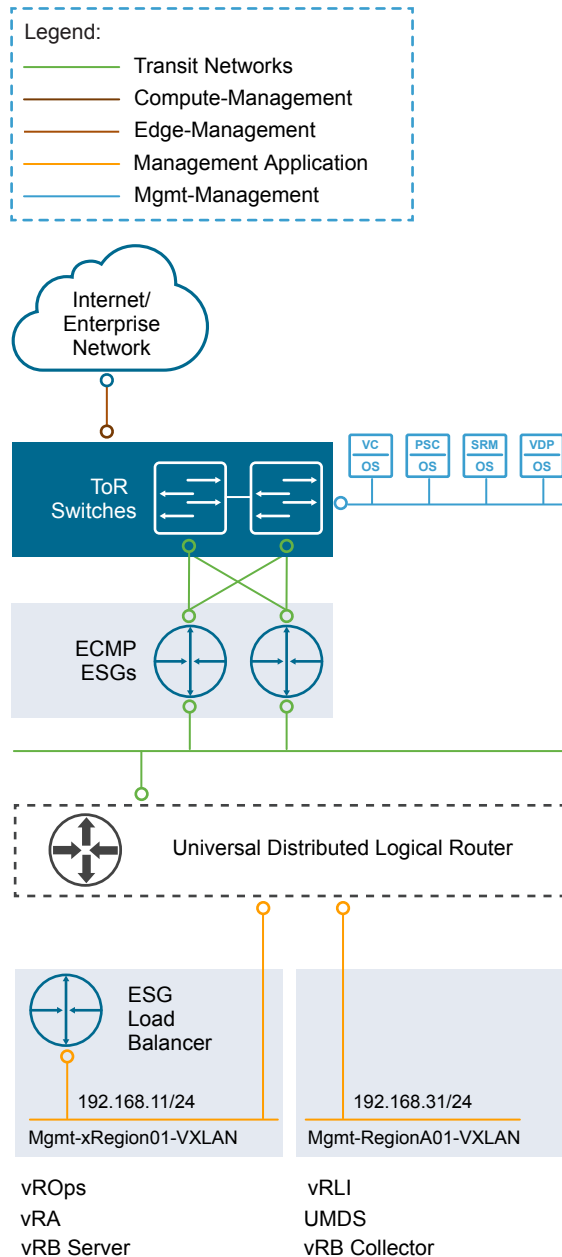 Legend:
Transit Networks
Compute-Management
Edge-Management
Management Application
Mgmt-Management
Internet/
Enterprise
Network
ToR
Switches
VC
OS
PSC
OS
SRM
OS
VDP
OS
ECMP
ESGs
Universal Distributed Logical Router
ESG
Load
Balancer
192.168.11/24
Mgmt-xRegion01-VXLAN
192.168.31/24
Mgmt-RegionA01-VXLAN
vROps
vRA
vRB Server
vRLI
UMDS
vRB Collector